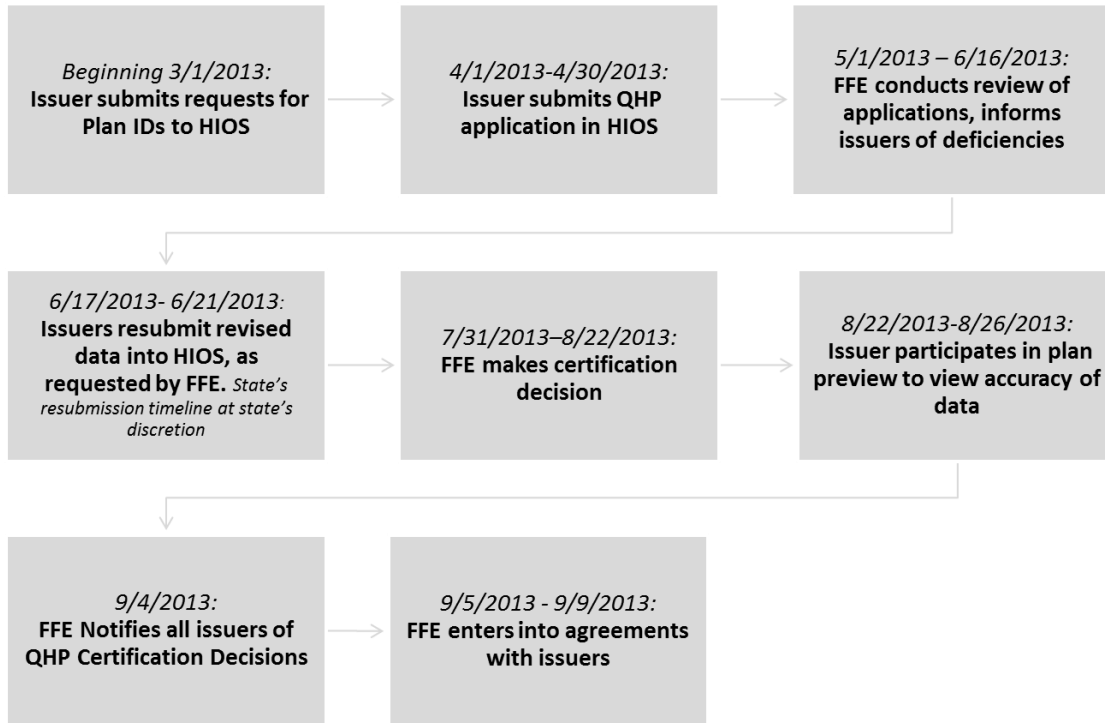 Beginning 3/1/2013:
Issuer submits requests for
Plan IDs to HIOS
4/1/2013-4/30/2013:
Issuer submits QHP
application in HIOS
5/1/2013 – 6/16/2013:
FFE conducts review of
applications, informs
issuers of deficiencies
6/17/2013- 6/21/2013:
Issuers resubmit revised
data into HIOS, as
requested by FFE. State’s
resubmission timeline at state’s
discretion
7/31/2013–8/22/2013:
FFE makes certification
decision
8/22/2013-8/26/2013:
Issuer participates in plan
preview to view accuracy of
data
9/4/2013:
FFE Notifies all issuers of
QHP Certification Decisions
9/5/2013 - 9/9/2013:
FFE enters into agreements
with issuers